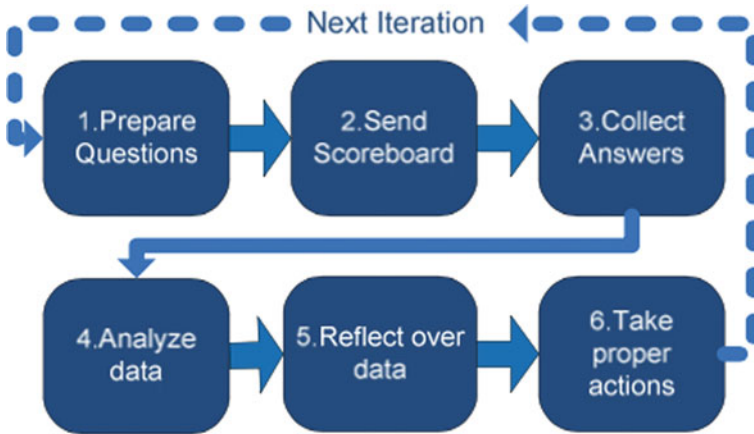 Next Iteration
1.Prepare
Questions
2.Send
Scoreboard
3.Collect
Answers
4.Analyze
data
5.Reflect over
data
6.Take
proper
actions